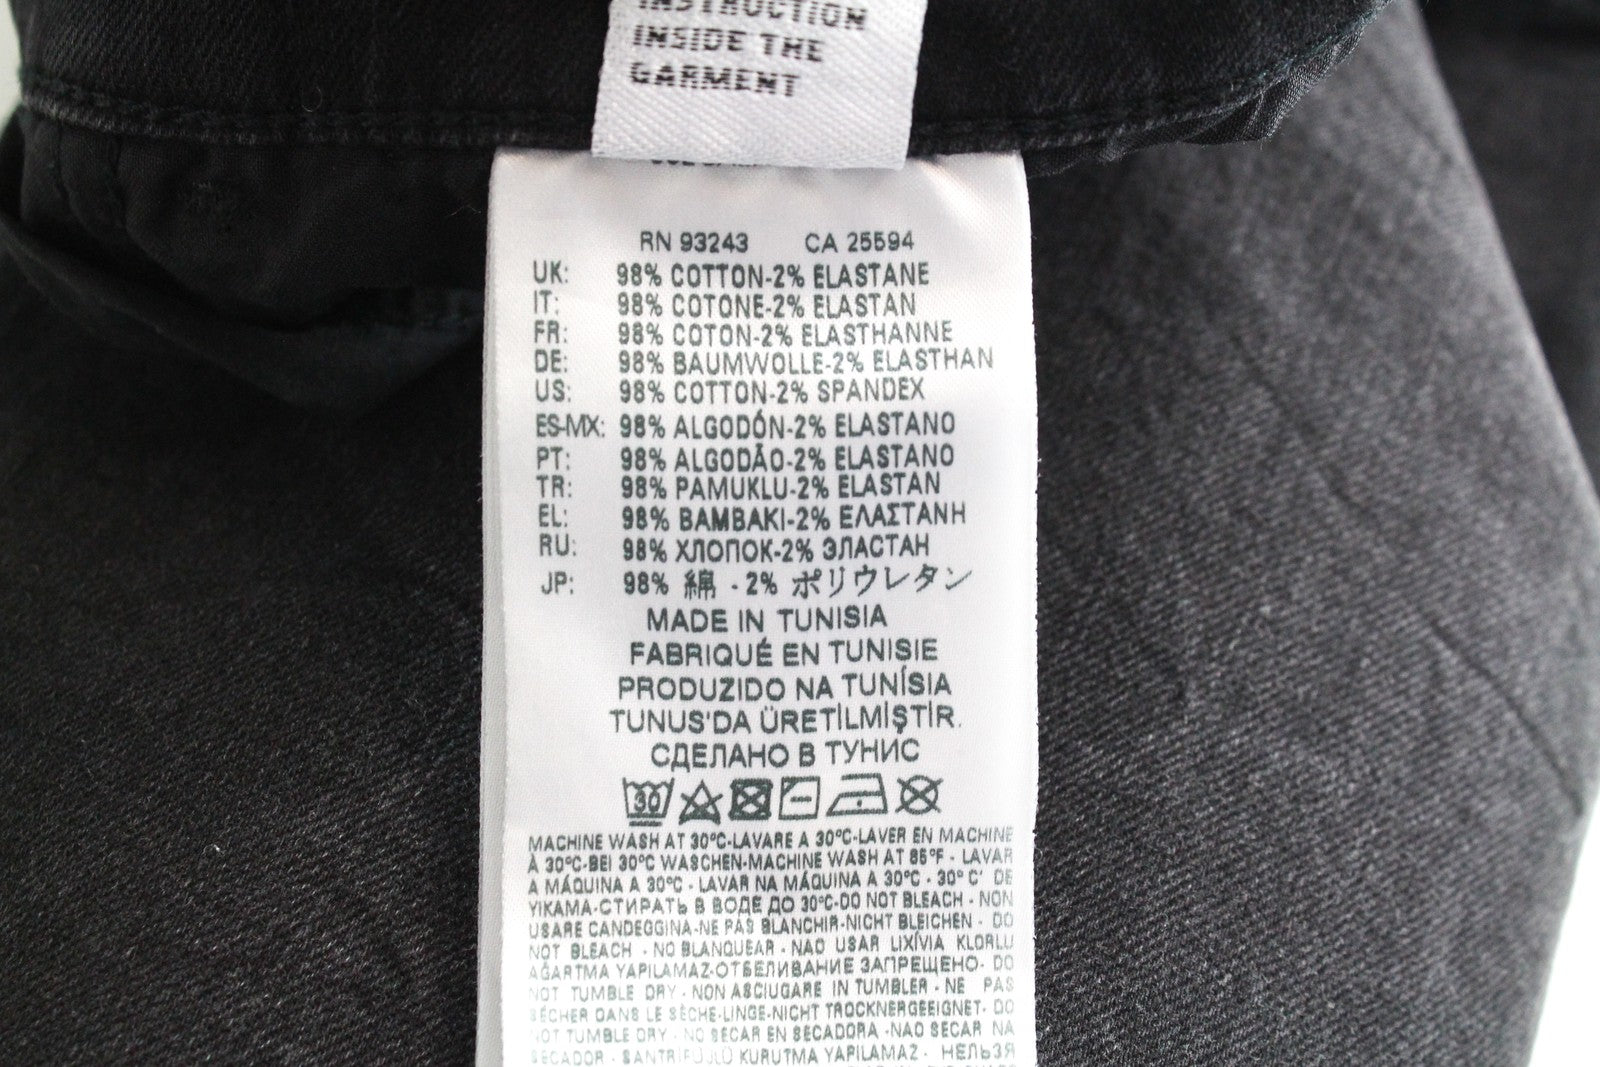 INSTRUCTION
INSIDE THE
GARMENT
RN 93243 CA 25594
UK: 98% COTTON-2% ELASTANE
IT: 98% COTONE-2% ELASTAN
FR: 98% COTON-2% ELASTHANNE
DE: 98% BAUMWOLLE-2% ELASTHAN
US: 98% COTTON-2% SPANDEX
ES-MX: 98% ALGODÓN-2% ELASTANO
PT: 98% ALGODÃO-2% ELASTANO
TR: 98% PAMUKLU-2% ELASTAN
EL: 98% ΒΑΜΒΑΚΙ-2% ΕΛΑΣΤΑΝΗ
RU: 98% ХЛОПОК-2% ЭЛАСТАН
JP: 98% 綿 - 2% ポリウレタン
MADE IN TUNISIA
FABRIQUÉ EN TUNISIE
PRODUZIDO NA TUNÍSIA
TUNUS'DA ÜRETİLMİŞTİR.
СДЕЛАНО В ТУНИС
30
MACHINE WASH AT 30°C-LAVARE A 30°C-LAVER EN MACHINE
À 30°C-BEI 30°C WASCHEN-MACHINE WASH AT 85°F - LAVAR
A MÁQUINA A 30°C - LAVAR NA MÁQUINA A 30°C - 30° C' DE
YIKAMA-СТИРАТЬ В ВОДЕ ДО 30°C-DO NOT BLEACH - NON
USARE CANDEGGINA-NE PAS BLANCHIR-NICHT BLEICHEN - DO
NOT BLEACH - NO BLANQUEAR - NAO USAR LIXÍVIA KLORLU
AĞARTMA YAPILAMAZ-ОТБЕЛИВАНИЕ ЗАПРЕЩЕНО- DO
NOT TUMBLE DRY - NON ASCIUGARE IN TUMBLER - NE PAS
SÉCHER DANS LE SÈCHE-LINGE-NICHT TROCKNERGEEIGNET- DO
NOT TUMBLE DRY - NO SECAR EN SECADORA -NAO SECAR NA
SECADOR - SANTRİFÜJLÜ KURUTMA YAPILAMAZ - НЕЛЬЗЯ